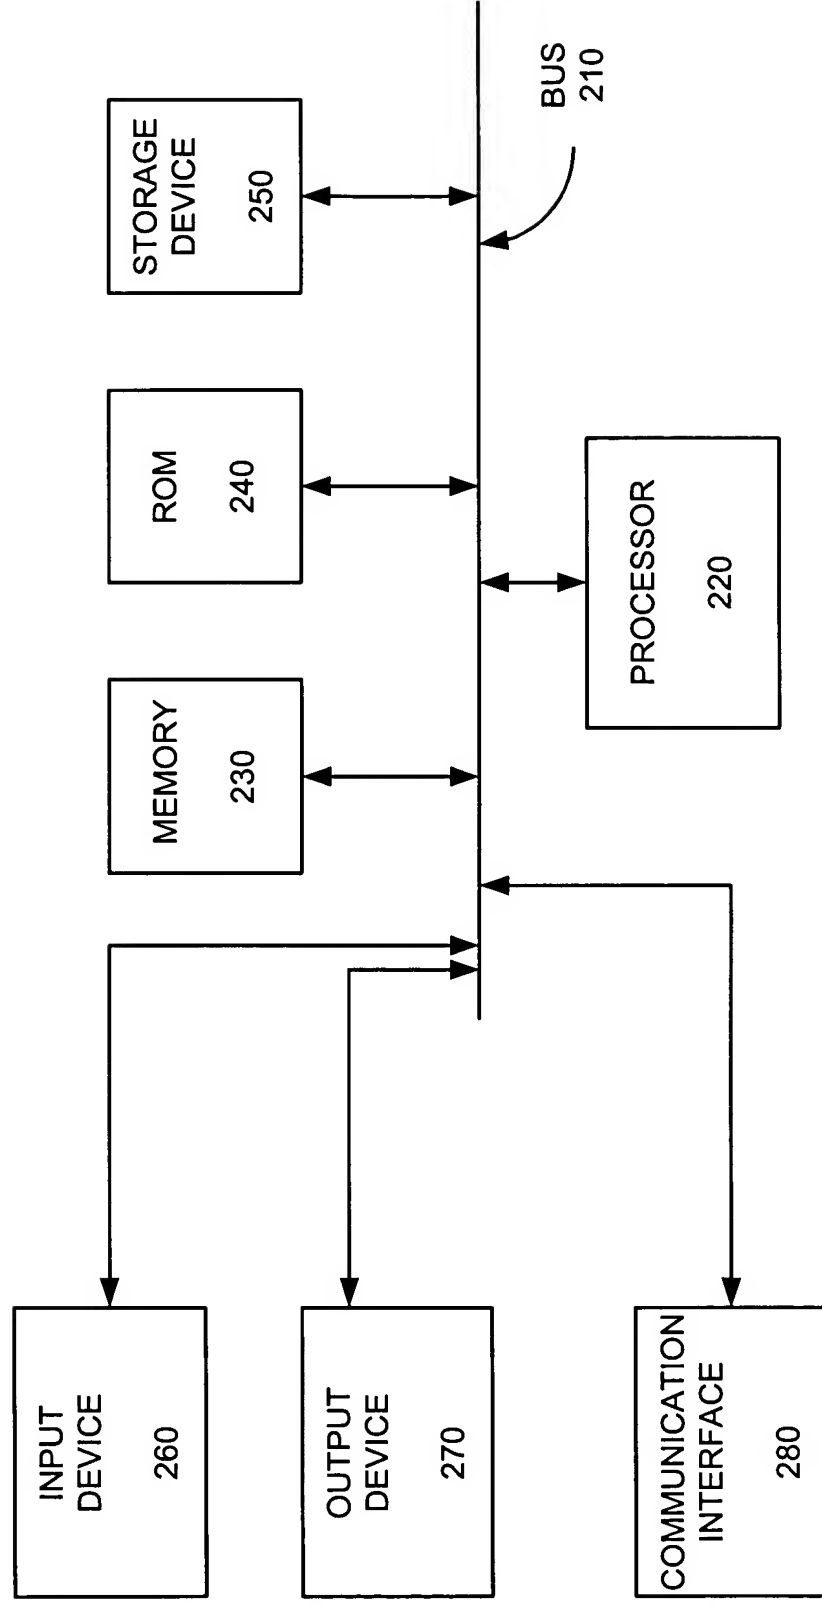 INPUT
DEVICE
260
OUTPUT
DEVICE
270
COMMUNICATION
INTERFACE
280
MEMORY
230
ROM
240
STORAGE
DEVICE
250
PROCESSOR
220
BUS
210